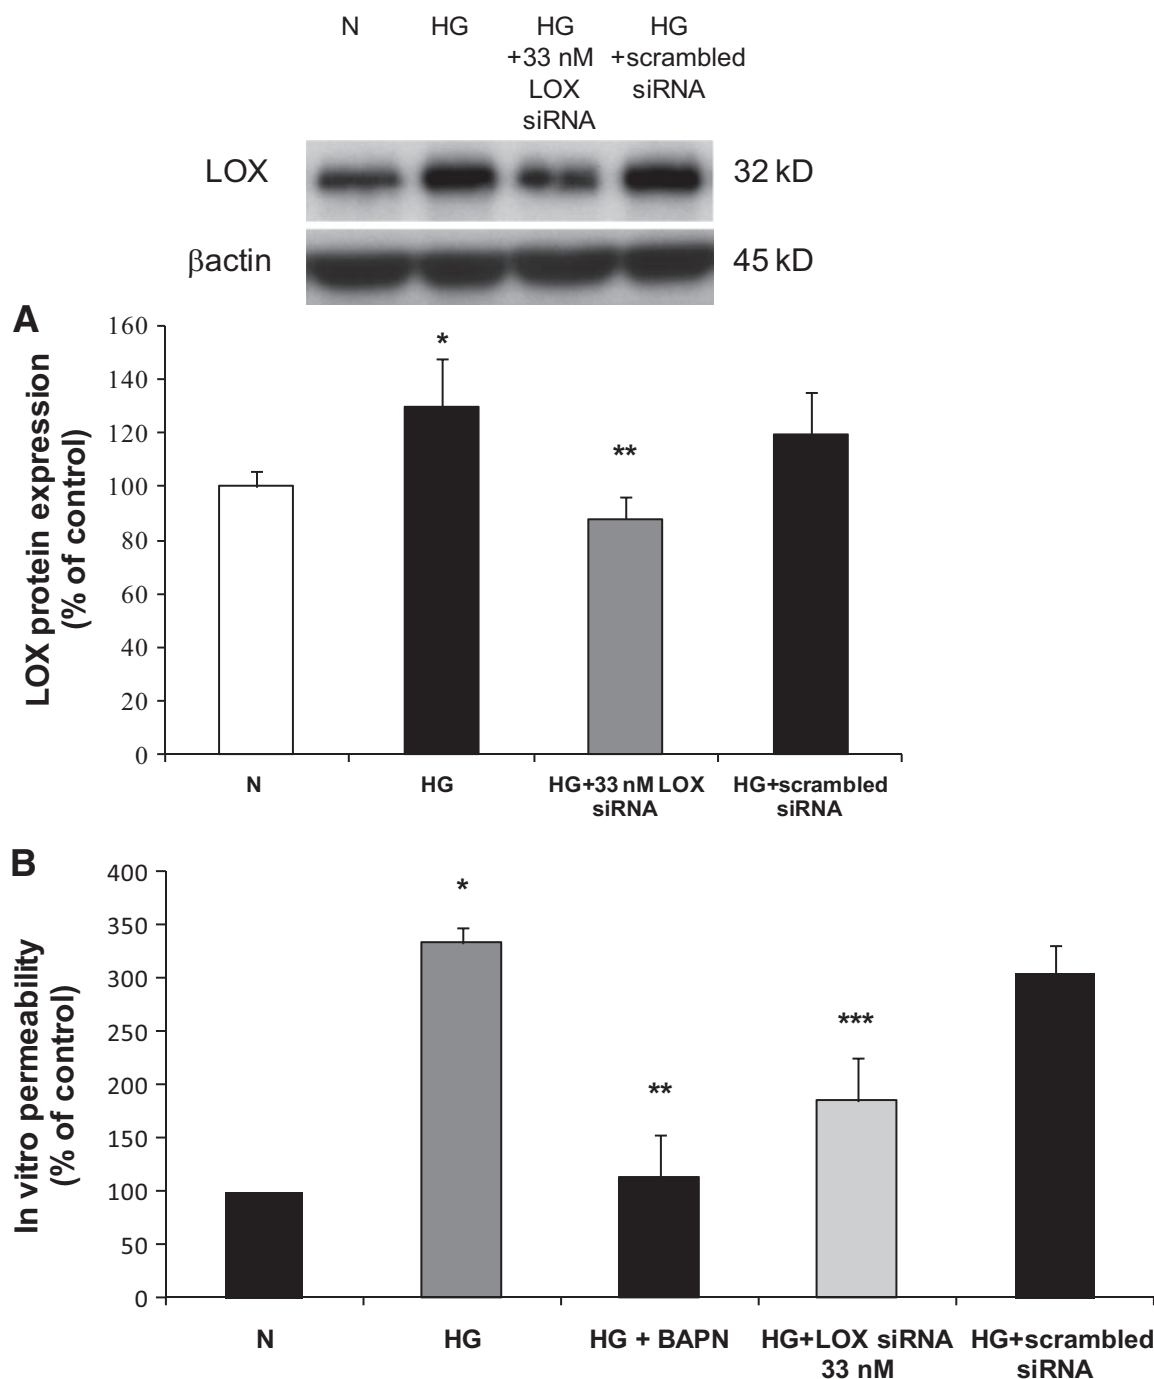 N HG HG HG
+33 nM +scrambled
LOX siRNA
siRNA
LOX 32 kD
βactin 45 kD
A
LOX protein expression
(% of control)
160
140
120
100
80
60
40
20
0
*
**
N HG HG+33 nM LOX HG+scrambled
siRNA siRNA
B
In vitro permeability
(% of control)
400
350
300
250
200
150
100
50
0
*
**
***
N HG HG + BAPN HG+LOX siRNA HG+scrambled
33 nM siRNA